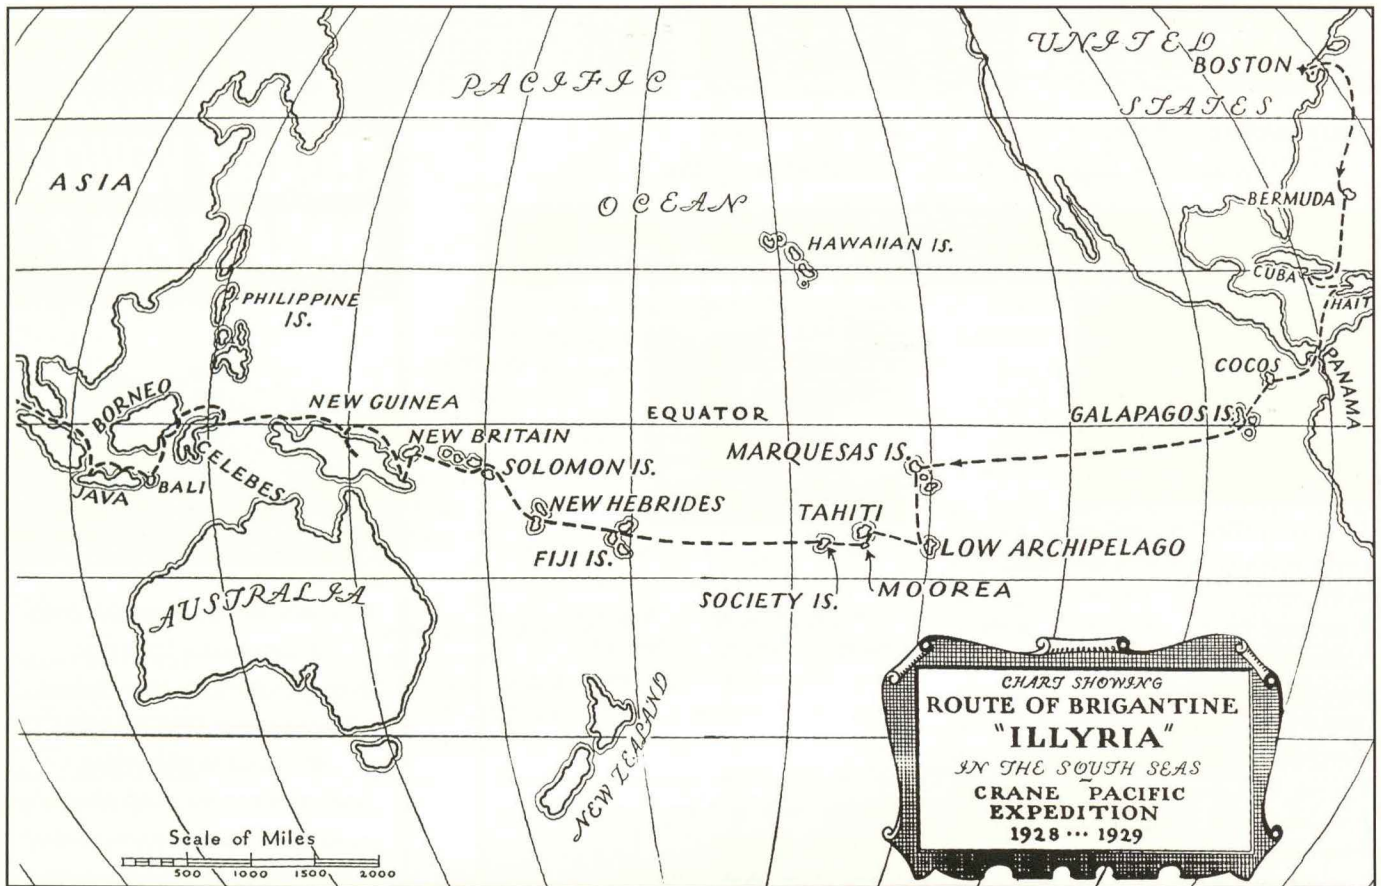 UNITED
STATES
BOSTON
PACIFIC
OCEAN
ASIA
BERMUDA
HAWAIIAN IS.
CUBA
HAIT
PHILIPPINE
IS.
PANAMA
COCOS
BORNEO
NEW GUINEA
EQUATOR
GALAPAGOS IS.
NEW BRITAIN
MARQUESAS IS.
SOLOMON IS.
CELEBES
JAVA
BALI
NEW HEBRIDES
TAHITI
FIJI IS.
LOW ARCHIPELAGO
SOCIETY IS.
MOOREA
AUSTRALIA
NEW ZEALAND
CHART SHOWING
ROUTE OF BRIGANTINE
"ILLYRIA"
IN THE SOUTH SEAS
CRANE ~ PACIFIC
EXPEDITION
1928 ··· 1929
Scale of Miles
500 1000 1500 2000